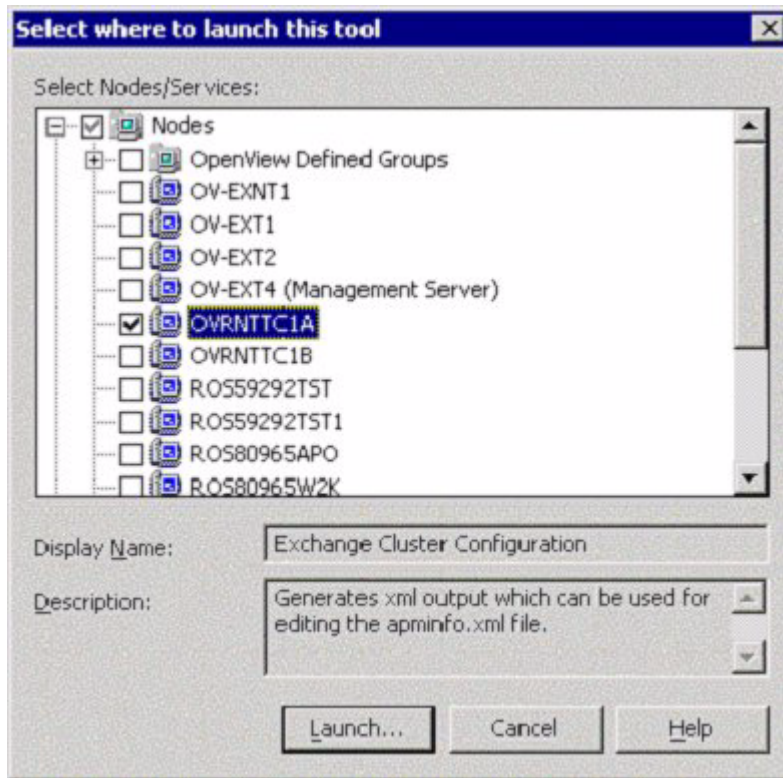 Select where to launch this tool
Select Nodes/Services:
Nodes
OpenView Defined Groups
OV-EXNT1
OV-EXT1
OV-EXT2
OV-EXT4 (Management Server)
OVRNTTC1A
OVRNTTC1B
ROS59292TST
ROS59292TST1
ROS80965APO
ROS80965W2K
Display Name:
Exchange Cluster Configuration
Description:
Generates xml output which can be used for
editing the apminfo.xml file.
Launch...
Cancel
Help